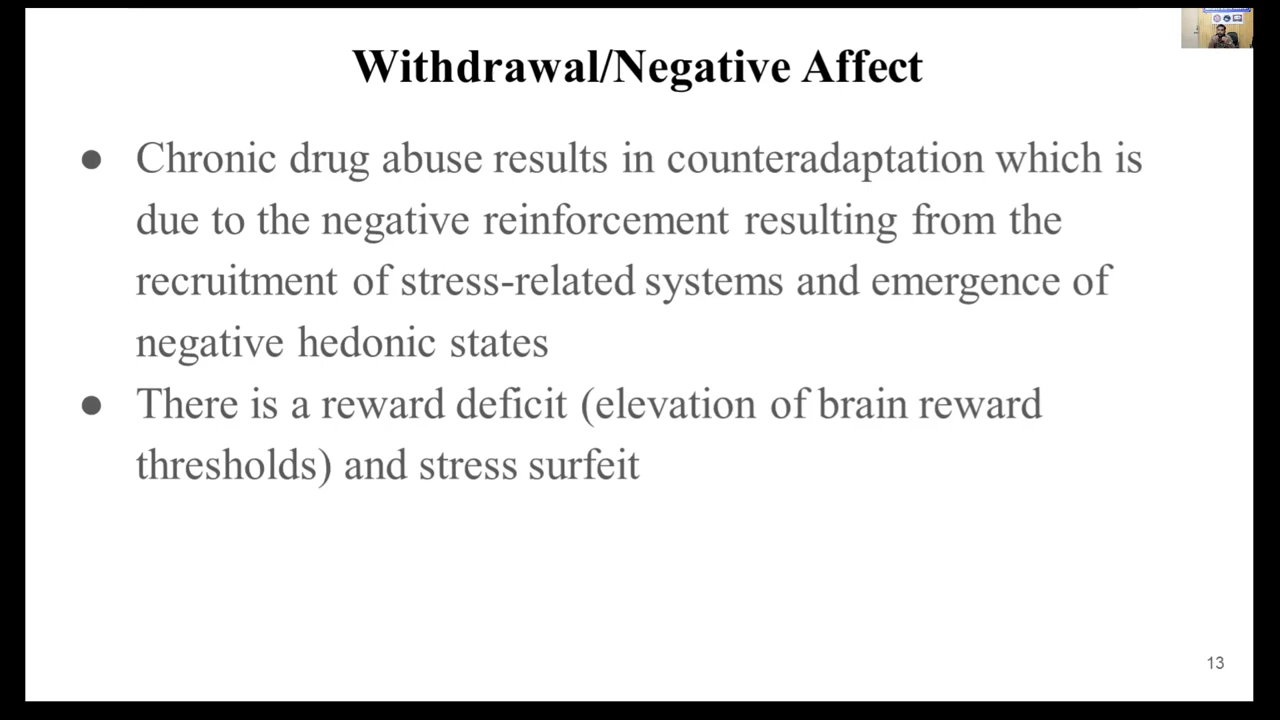 Withdrawal/Negative Affect
● Chronic drug abuse results in counteradaptation which is
due to the negative reinforcement resulting from the
recruitment of stress-related systems and emergence of
negative hedonic states
● There is a reward deficit (elevation of brain reward
thresholds) and stress surfeit
13